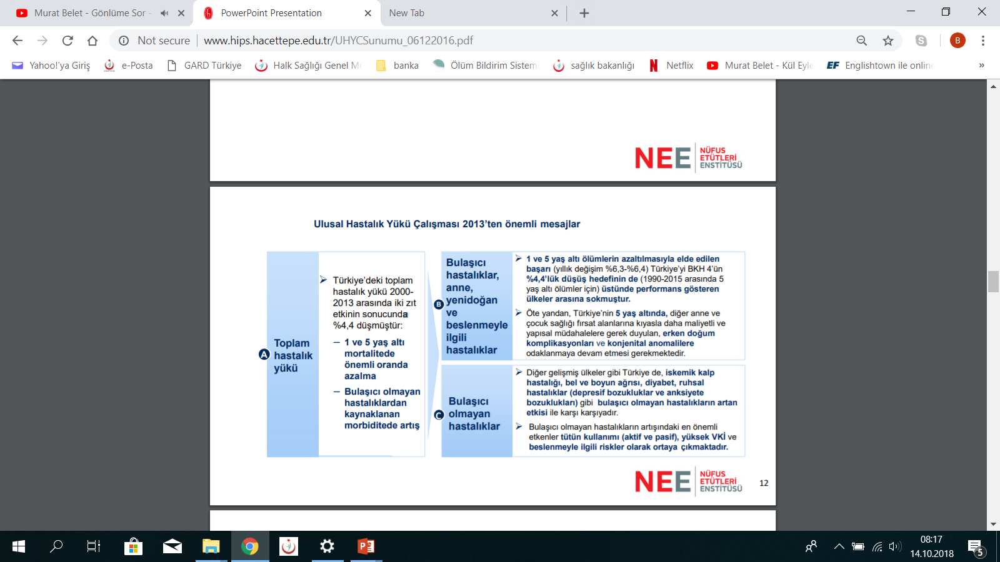 Murat Belet - Gönlüme Sor -
PowerPoint Presentation
New Tab
Not secure
www.hips.hacettepe.edu.tr/UHYCSunumu_06122016.pdf
B
Yahoo!'ya Giriş
e-Posta
GARD Türkiye
Halk Sağlığı Genel Mü
banka
Ölüm Bildirim Sistemi
sağlık bakanlığı
Netflix
Murat Belet - Kül Eyle
EF Englishtown ile online
»
NEE
NÜFUS
ETÜTLERİ
ENSTİTÜSÜ
Ulusal Hastalık Yükü Çalışması 2013'ten önemli mesajlar
A
Toplam
hastalık
yükü
Türkiye'deki toplam
hastalık yükü 2000-
2013 arasında iki zıt
etkinin sonucunda
%4,4 düşmüştür:
– 1 ve 5 yaş altı
mortalitede
önemli oranda
azalma
– Bulaşıcı olmayan
hastalıklardan
kaynaklanan
morbiditede artış
B
Bulaşıcı
hastalıklar,
anne,
yenidoğan
ve
beslenmeyle
ilgili
hastalıklar
1 ve 5 yaş altı ölümlerin azaltılmasıyla elde edilen
başarı (yıllık değişim %6,3-%6,4) Türkiye'yi BKH 4'ün
%4,4'lük düşüş hedefinin de (1990-2015 arasında 5
yaş altı ölümler için) üstünde performans gösteren
ülkeler arasına sokmuştur.
Öte yandan, Türkiye'nin 5 yaş altında, diğer anne ve
çocuk sağlığı fırsat alanlarına kıyasla daha maliyetli ve
yapısal müdahalelere gerek duyulan, erken doğum
komplikasyonları ve konjenital anomalilere
odaklanmaya devam etmesi gerekmektedir.
C
Bulaşıcı
olmayan
hastalıklar
Diğer gelişmiş ülkeler gibi Türkiye de, iskemik kalp
hastalığı, bel ve boyun ağrısı, diyabet, ruhsal
hastalıklar (depresif bozukluklar ve anksiyete
bozuklukları) gibi bulaşıcı olmayan hastalıkların artan
etkisi ile karşı karşıyadır.
Bulaşıcı olmayan hastalıkların artışındaki en önemli
etkenler tütün kullanımı (aktif ve pasif), yüksek VKİ ve
beslenmeyle ilgili riskler olarak ortaya çıkmaktadır.
NEE
NÜFUS
ETÜTLERİ
ENSTİTÜSÜ
12
08:17
14.10.2018
5